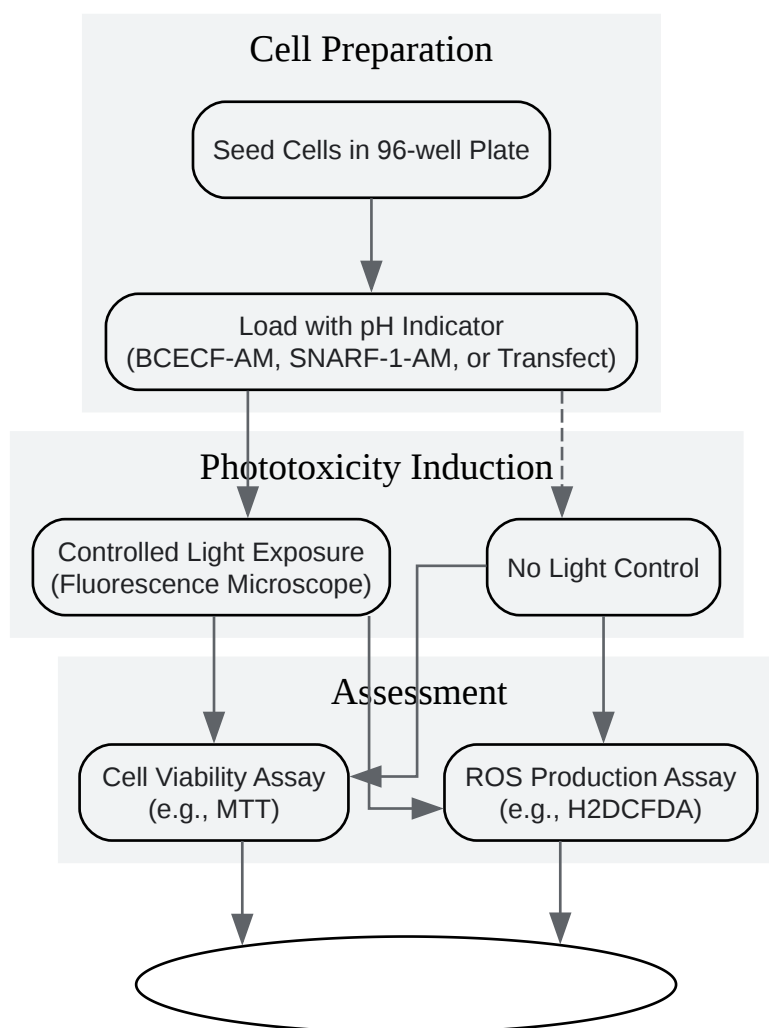 Cell Preparation
Seed Cells in 96-well Plate
Load with pH Indicator
(BCECF-AM, SNARF-1-AM, or Transfect)
Phototoxicity Induction
Controlled Light Exposure
(Fluorescence Microscope)
No Light Control
Assessment
Cell Viability Assay
(e.g., MTT)
ROS Production Assay
(e.g., H2DCFDA)